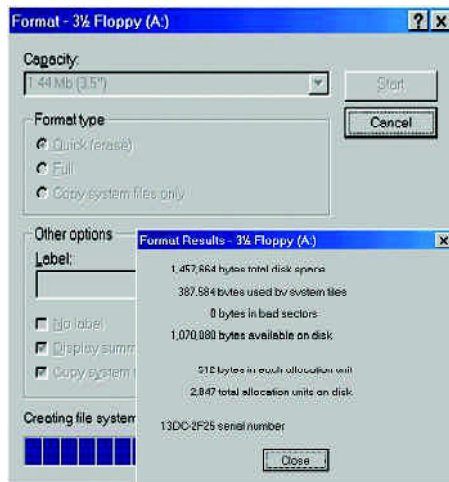 Format - 3½ Floppy (A:)
Capacity:
1.44 Mb (3.5")
Start
Cancel
Format type
Quick (erase)
Full
Copy system files only
Other options
Label:
No label
Display summ
Copy system
Creating file system
Format Results - 3½ Floppy (A:)
1,457,664 bytes total disk space
387,584 bytes used by system files
0 bytes in bad sectors
1,070,080 bytes available on disk
512 bytes in each allocation unit
2,847 total allocation units on disk
13DC-2F25 serial number
Close